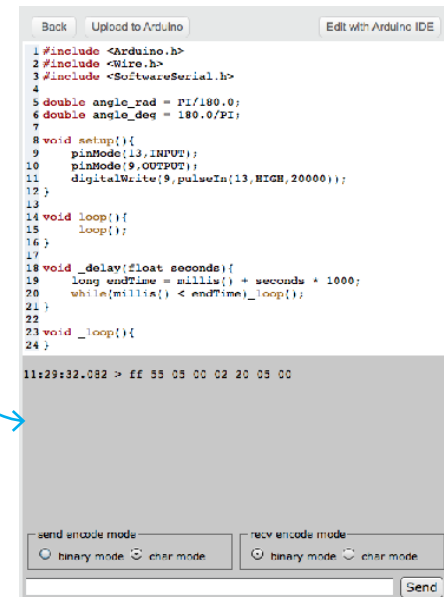 Back Upload to Arduino Edit with Arduino IDE
1 #include <Arduino.h>
2 #include <Wire.h>
3 #include <SoftwareSerial.h>
4
5 double angle_rad = PI/180.0;
6 double angle_deg = 180.0/PI;
7
8 void setup(){
9 pinMode(13,INPUT);
10 pinMode(9,OUTPUT);
11 digitalWrite(9,pulseIn(13,HIGH,20000));
12 }
13
14 void loop(){
15 loop();
16 }
17
18 void _delay(float seconds){
19 long endTime = millis() + seconds * 1000;
20 while(millis() < endTime)_loop();
21 }
22
23 void _loop(){
24 }
11:29:32.082 > ff 55 05 00 02 20 05 00
send encode mode recv encode mode
binary mode char mode binary mode char mode
Send